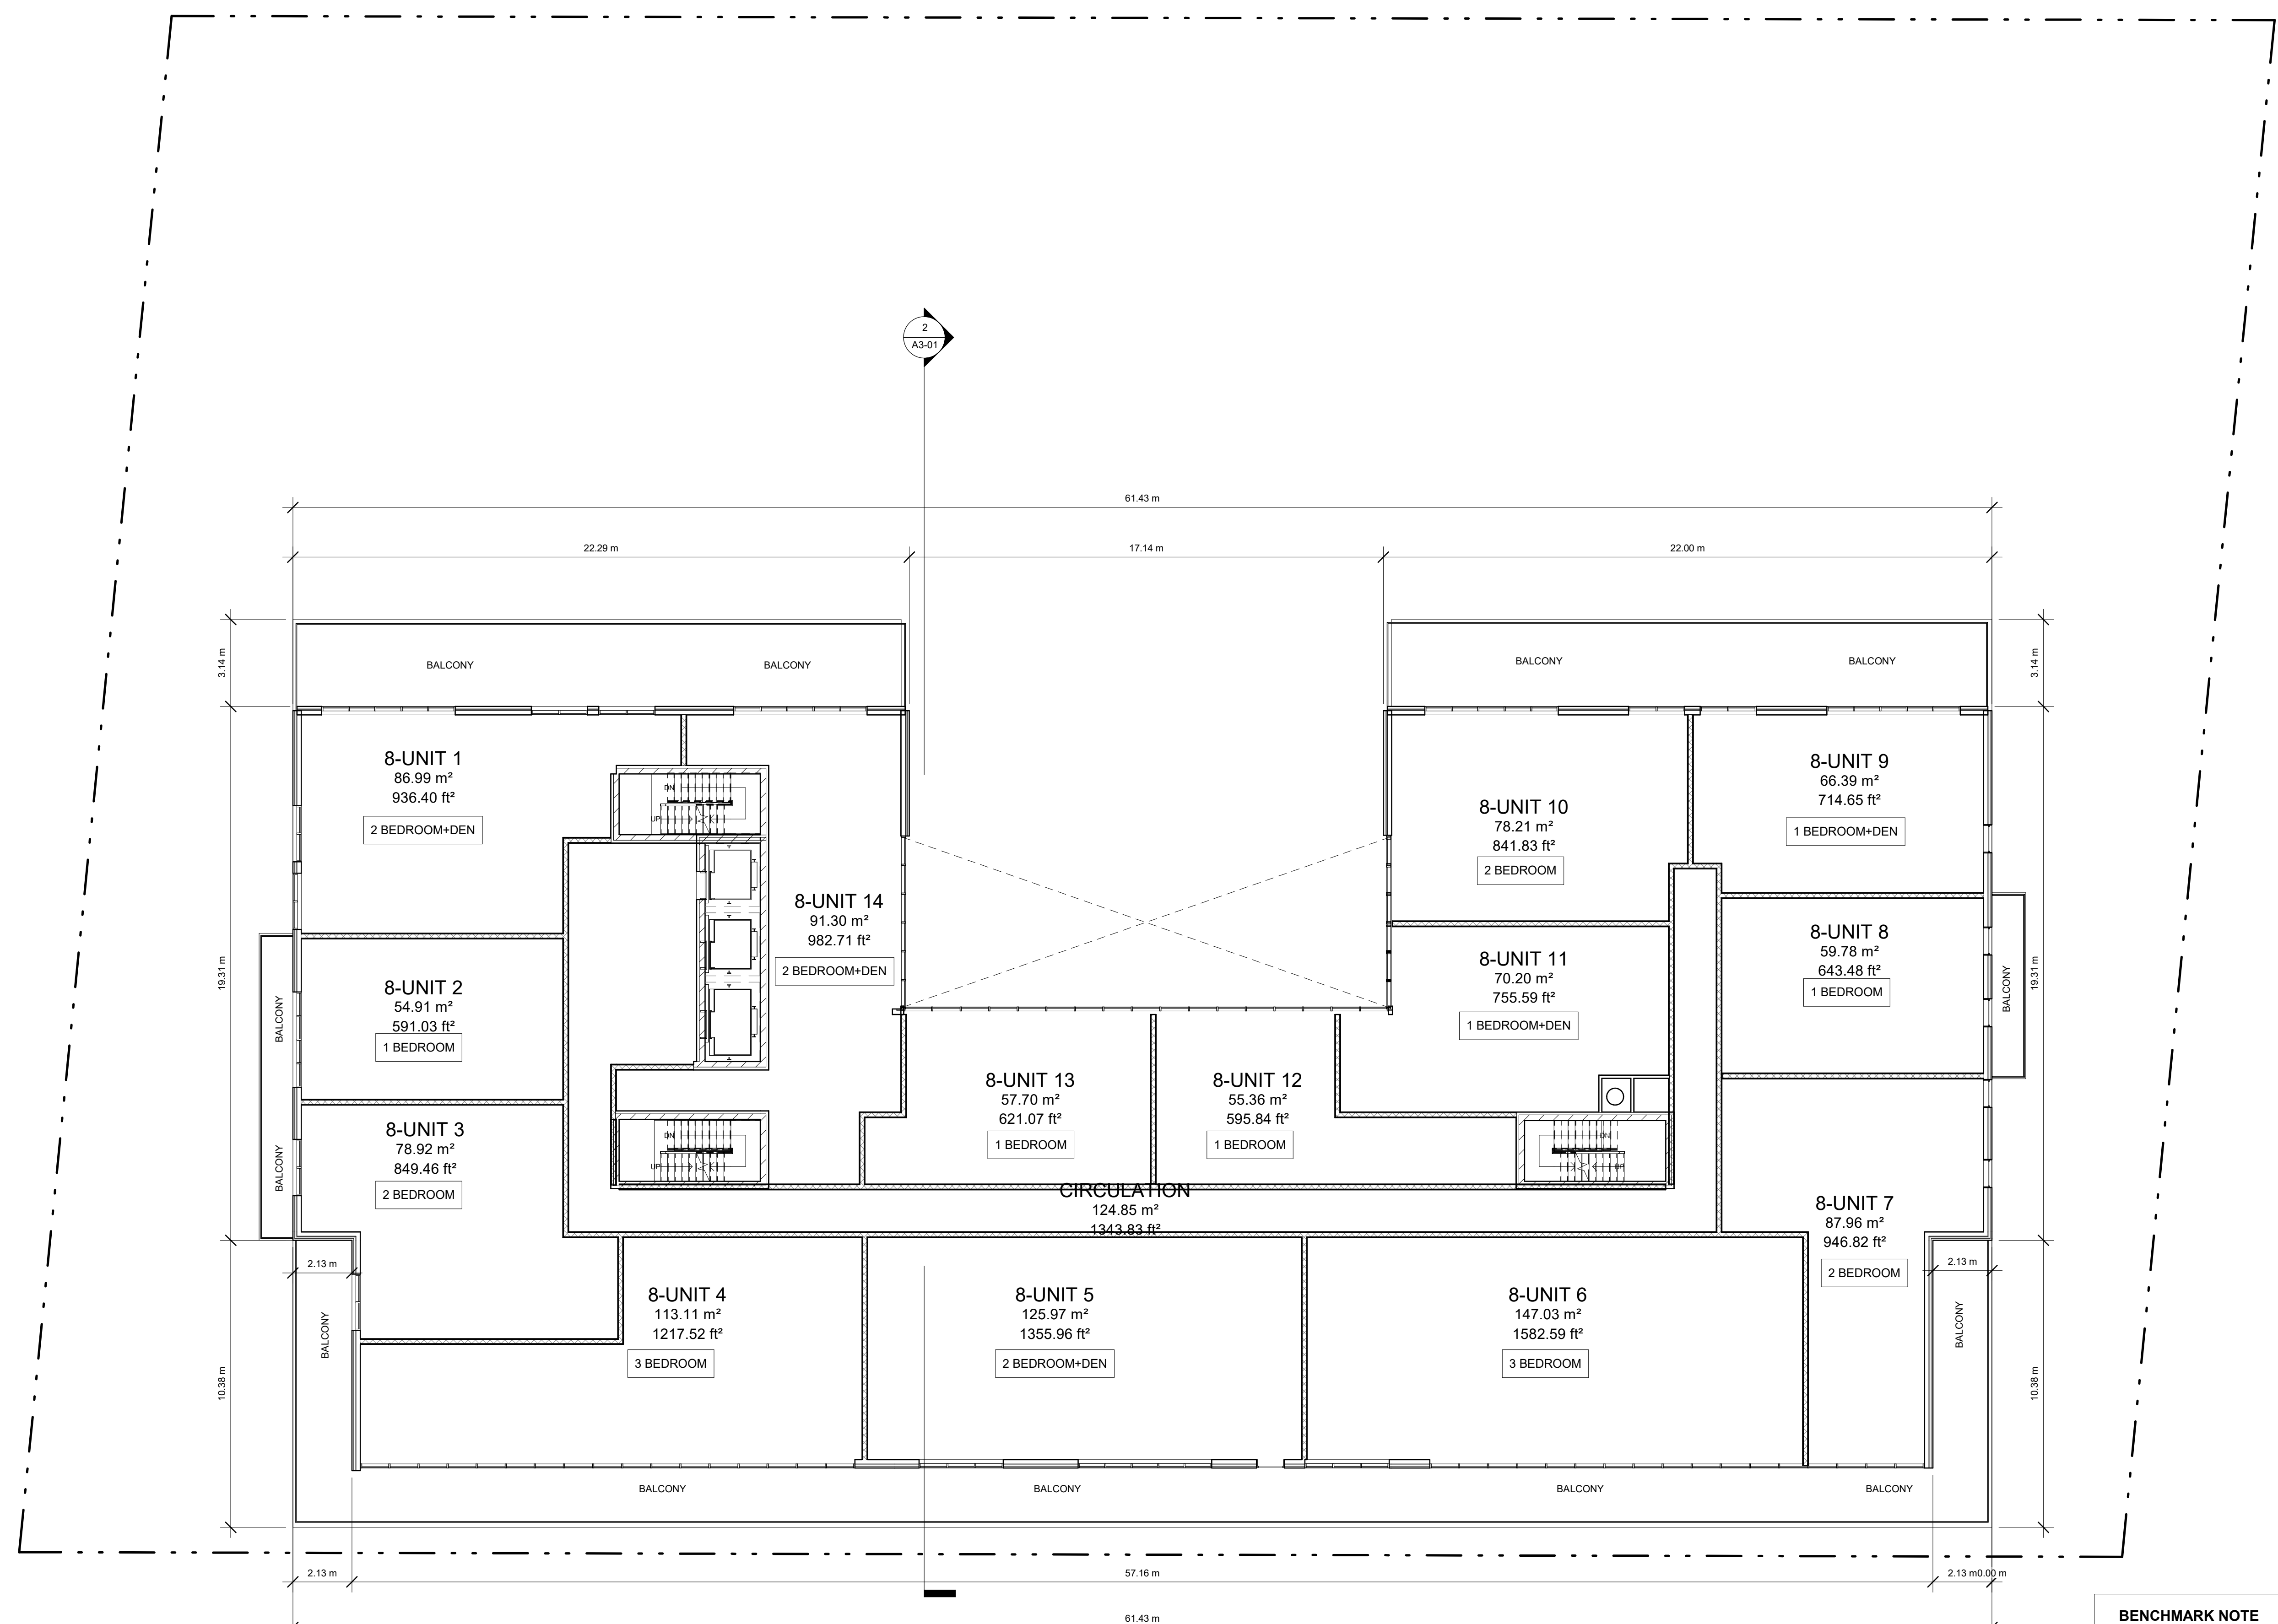 2
A3-01
61.43 m
22.29 m
17.14 m
22.00 m
3.14 m
BALCONY
BALCONY
BALCONY
BALCONY
3.14 m
8-UNIT 1
86.99 m²
936.40 ft²
2 BEDROOM+DEN
DN
UP
8-UNIT 14
91.30 m²
982.71 ft²
2 BEDROOM+DEN
8-UNIT 10
78.21 m²
841.83 ft²
2 BEDROOM
8-UNIT 9
66.39 m²
714.65 ft²
1 BEDROOM+DEN
19.31 m
BALCONY
8-UNIT 2
54.91 m²
591.03 ft²
1 BEDROOM
8-UNIT 11
70.20 m²
755.59 ft²
1 BEDROOM+DEN
8-UNIT 8
59.78 m²
643.48 ft²
1 BEDROOM
BALCONY
19.31 m
BALCONY
8-UNIT 3
78.92 m²
849.46 ft²
2 BEDROOM
DN
UP
8-UNIT 13
57.70 m²
621.07 ft²
1 BEDROOM
8-UNIT 12
55.36 m²
595.84 ft²
1 BEDROOM
DN
UP
CIRCULATION
124.85 m²
1343.83 ft²
8-UNIT 7
87.96 m²
946.82 ft²
2 BEDROOM
2.13 m
2.13 m
10.38 m
BALCONY
8-UNIT 4
113.11 m²
1217.52 ft²
3 BEDROOM
8-UNIT 5
125.97 m²
1355.96 ft²
2 BEDROOM+DEN
8-UNIT 6
147.03 m²
1582.59 ft²
3 BEDROOM
BALCONY
10.38 m
BALCONY
BALCONY
BALCONY
BALCONY
2.13 m
57.16 m
2.13 m
0.00 m
61.43 m
BENCHMARK NOTE